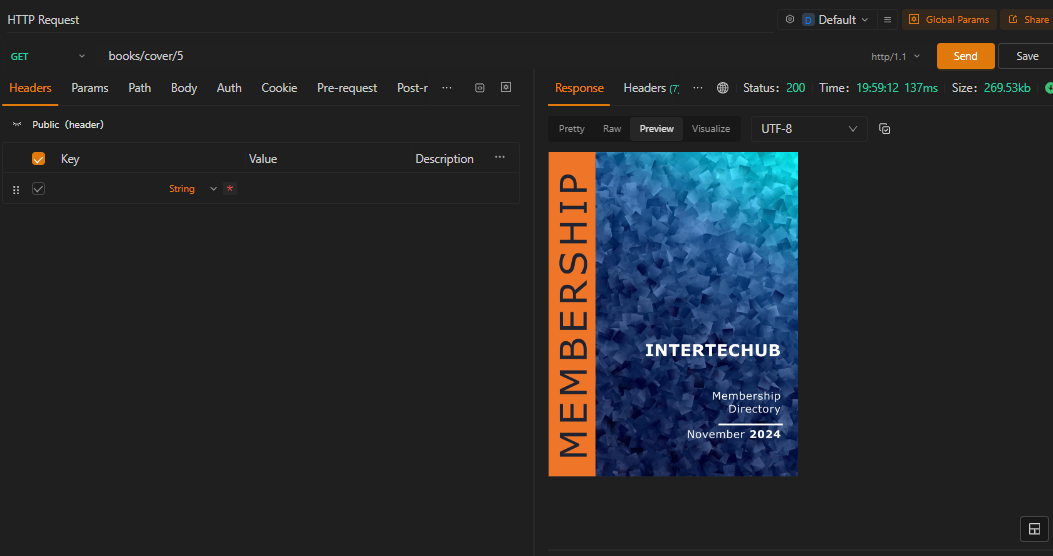 HTTP Request
Default
Global Params
Share
GET
books/cover/5
http/1.1
Send
Save
Headers Params Path Body Auth Cookie Pre-request Post-r ...
Public (header)
Key Value Description ...
String *
Response Headers (7) ... Status: 200 Time: 19:59:12 137ms Size: 269.53kb
Pretty Raw Preview Visualize UTF-8
MEMBERSHIP
INTERTECHUB
Membership
Directory
November 2024